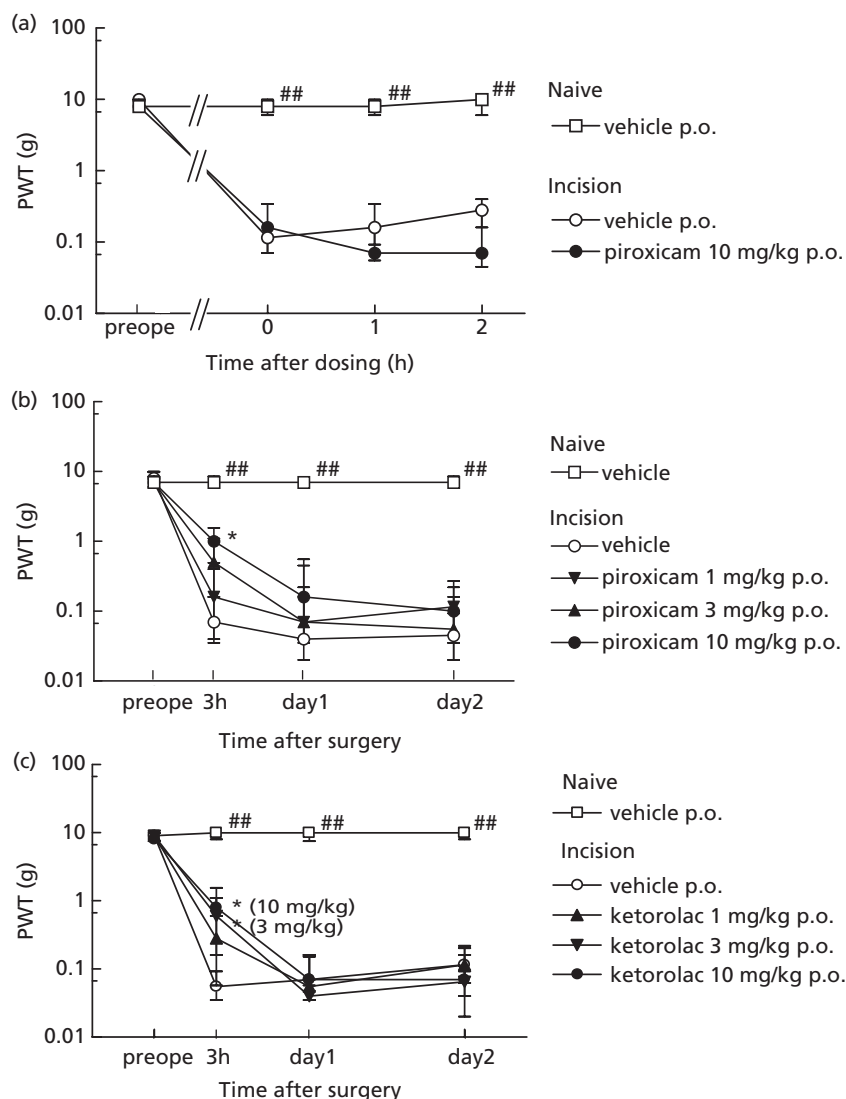 (a)
100
10
1
0.1
0.01
PWT (g)
##
##
##
preope
0
1
2
Time after dosing (h)
Naive
vehicle p.o.
Incision
vehicle p.o.
piroxicam 10 mg/kg p.o.
(b)
100
10
1
0.1
0.01
PWT (g)
##
##
##
*
preope 3h day1 day2
Time after surgery
Naive
vehicle
Incision
vehicle
piroxicam 1 mg/kg p.o.
piroxicam 3 mg/kg p.o.
piroxicam 10 mg/kg p.o.
(c)
100
10
1
0.1
0.01
PWT (g)
##
##
##
* (10 mg/kg)
* (3 mg/kg)
preope 3h day1 day2
Time after surgery
Naive
vehicle p.o.
Incision
vehicle p.o.
ketorolac 1 mg/kg p.o.
ketorolac 3 mg/kg p.o.
ketorolac 10 mg/kg p.o.